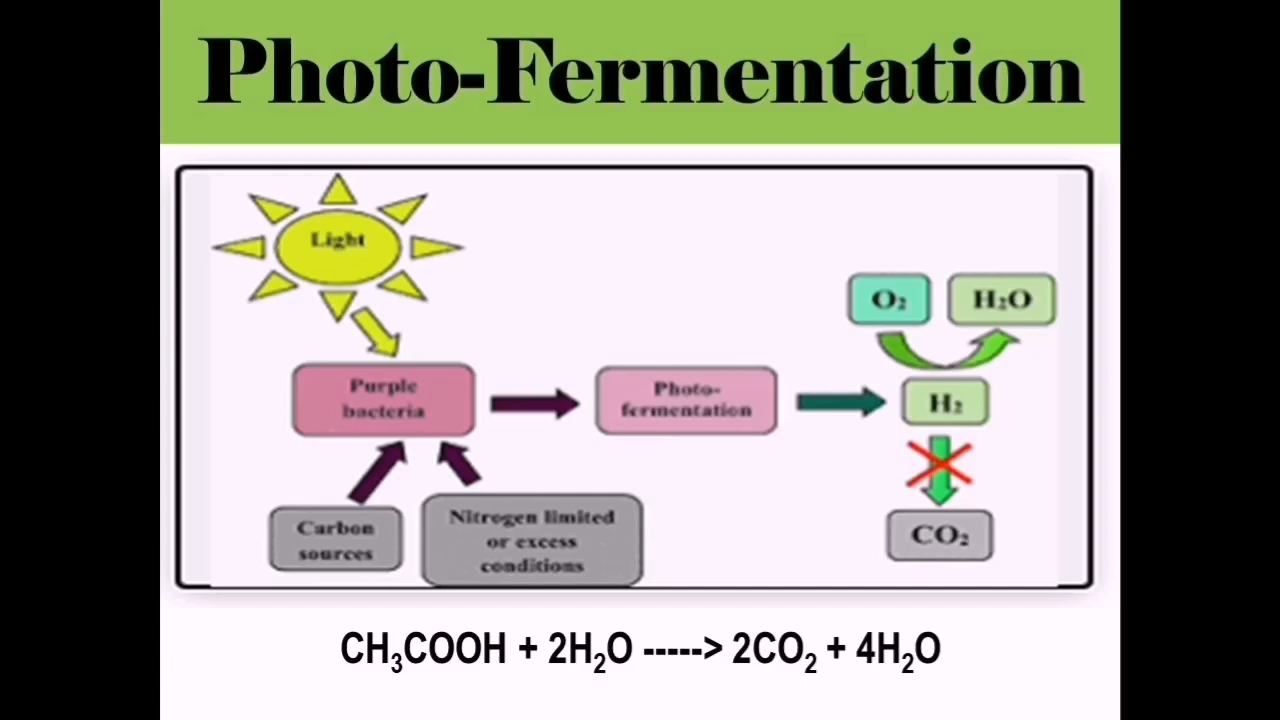 Photo-Fermentation
Light
O₂
H₂O
Purple
bacteria
Photo-
fermentation
H₂
Carbon
sources
Nitrogen limited
or excess
conditions
CO₂
CH₃COOH + 2H₂O -----> 2CO₂ + 4H₂O